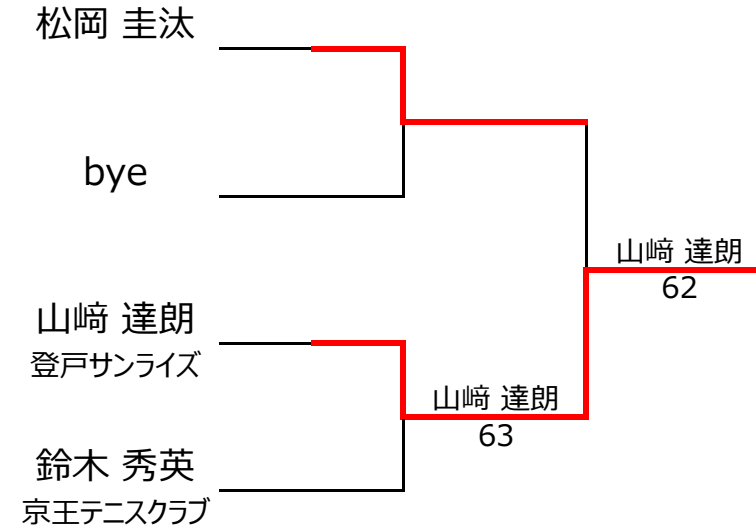 松岡 圭汰
bye
山﨑 達朗
登戸サンライズ
鈴木 秀英
京王テニスクラブ
山﨑 達朗
63
山﨑 達朗
62